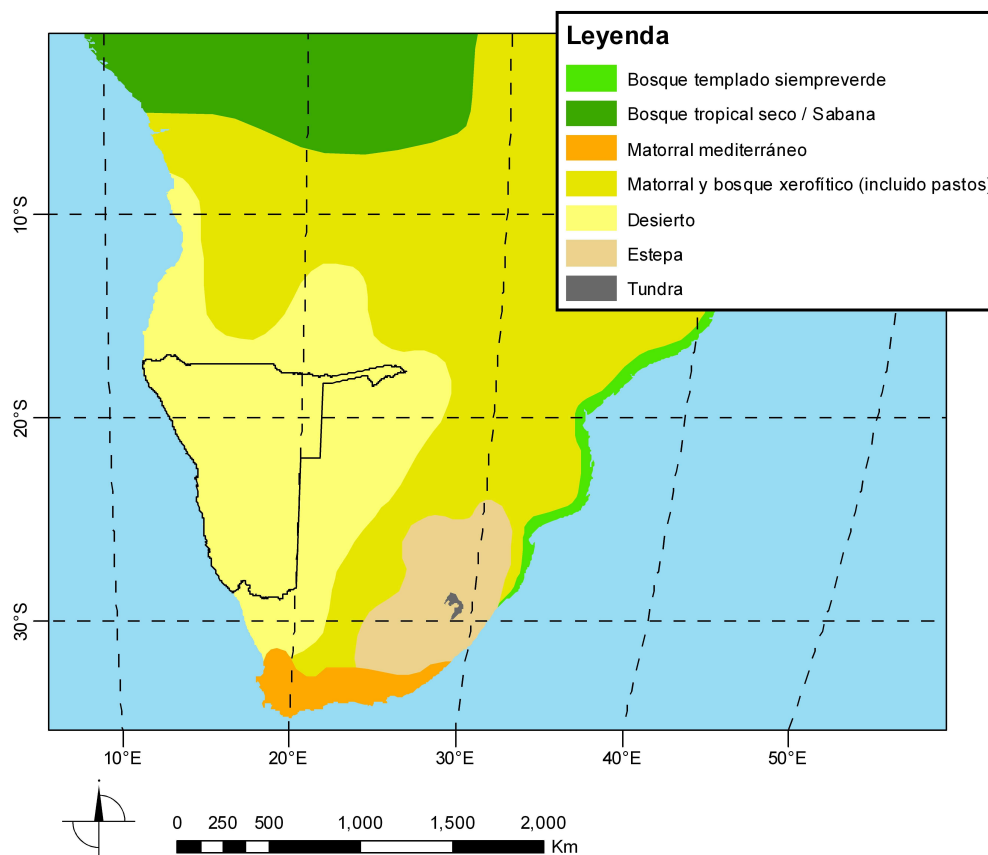 Leyenda
Bosque templado siempreverde
Bosque tropical seco / Sabana
Matorral mediterráneo
Matorral y bosque xerofítico (incluido pastos)
Desierto
Estepa
Tundra
10°S
20°S
30°S
10°E
20°E
30°E
40°E
50°E
0
250
500
1,000
1,500
2,000
Km